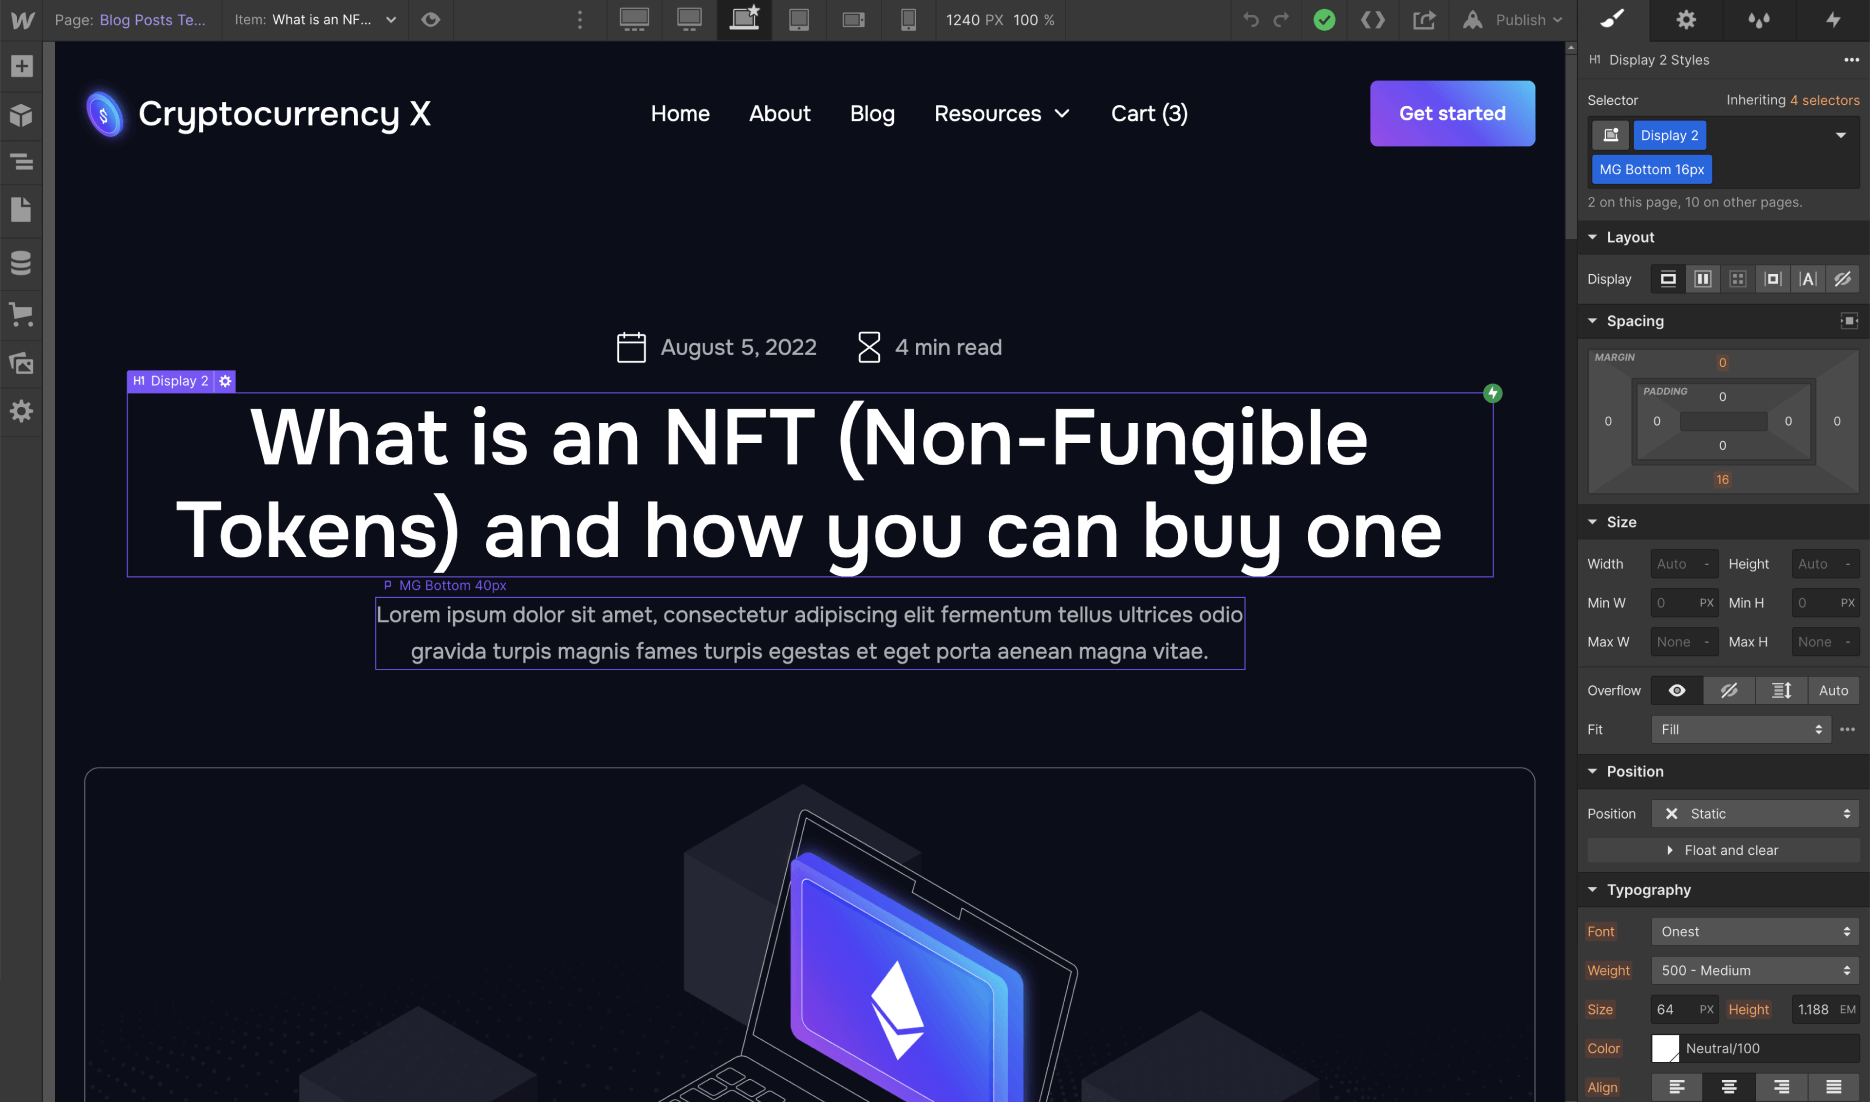 Page: Blog Posts Te...
Item: What is an NF...
1240 PX 100 %
Publish
Cryptocurrency X
Home
About
Blog
Resources
Cart (3)
Get started
August 5, 2022
4 min read
H1 Display 2
What is an NFT (Non-Fungible
Tokens) and how you can buy one
P MG Bottom 40px
Lorem ipsum dolor sit amet, consectetur adipiscing elit fermentum tellus ultrices odio
gravida turpis magnis fames turpis egestas et eget porta aenean magna vitae.
H1 Display 2 Styles
Selector
Inheriting 4 selectors
Display 2
MG Bottom 16px
2 on this page, 10 on other pages.
Layout
Display
Spacing
MARGIN
0
PADDING
0
0
0
0
0
0
16
Size
Width Auto - Height Auto -
Min W 0 PX Min H 0 PX
Max W None - Max H None -
Overflow Auto
Fit Fill
Position
Position Static
Float and clear
Typography
Font Onest
Weight 500 - Medium
Size 64 PX Height 1.188 EM
Color Neutral/100
Align